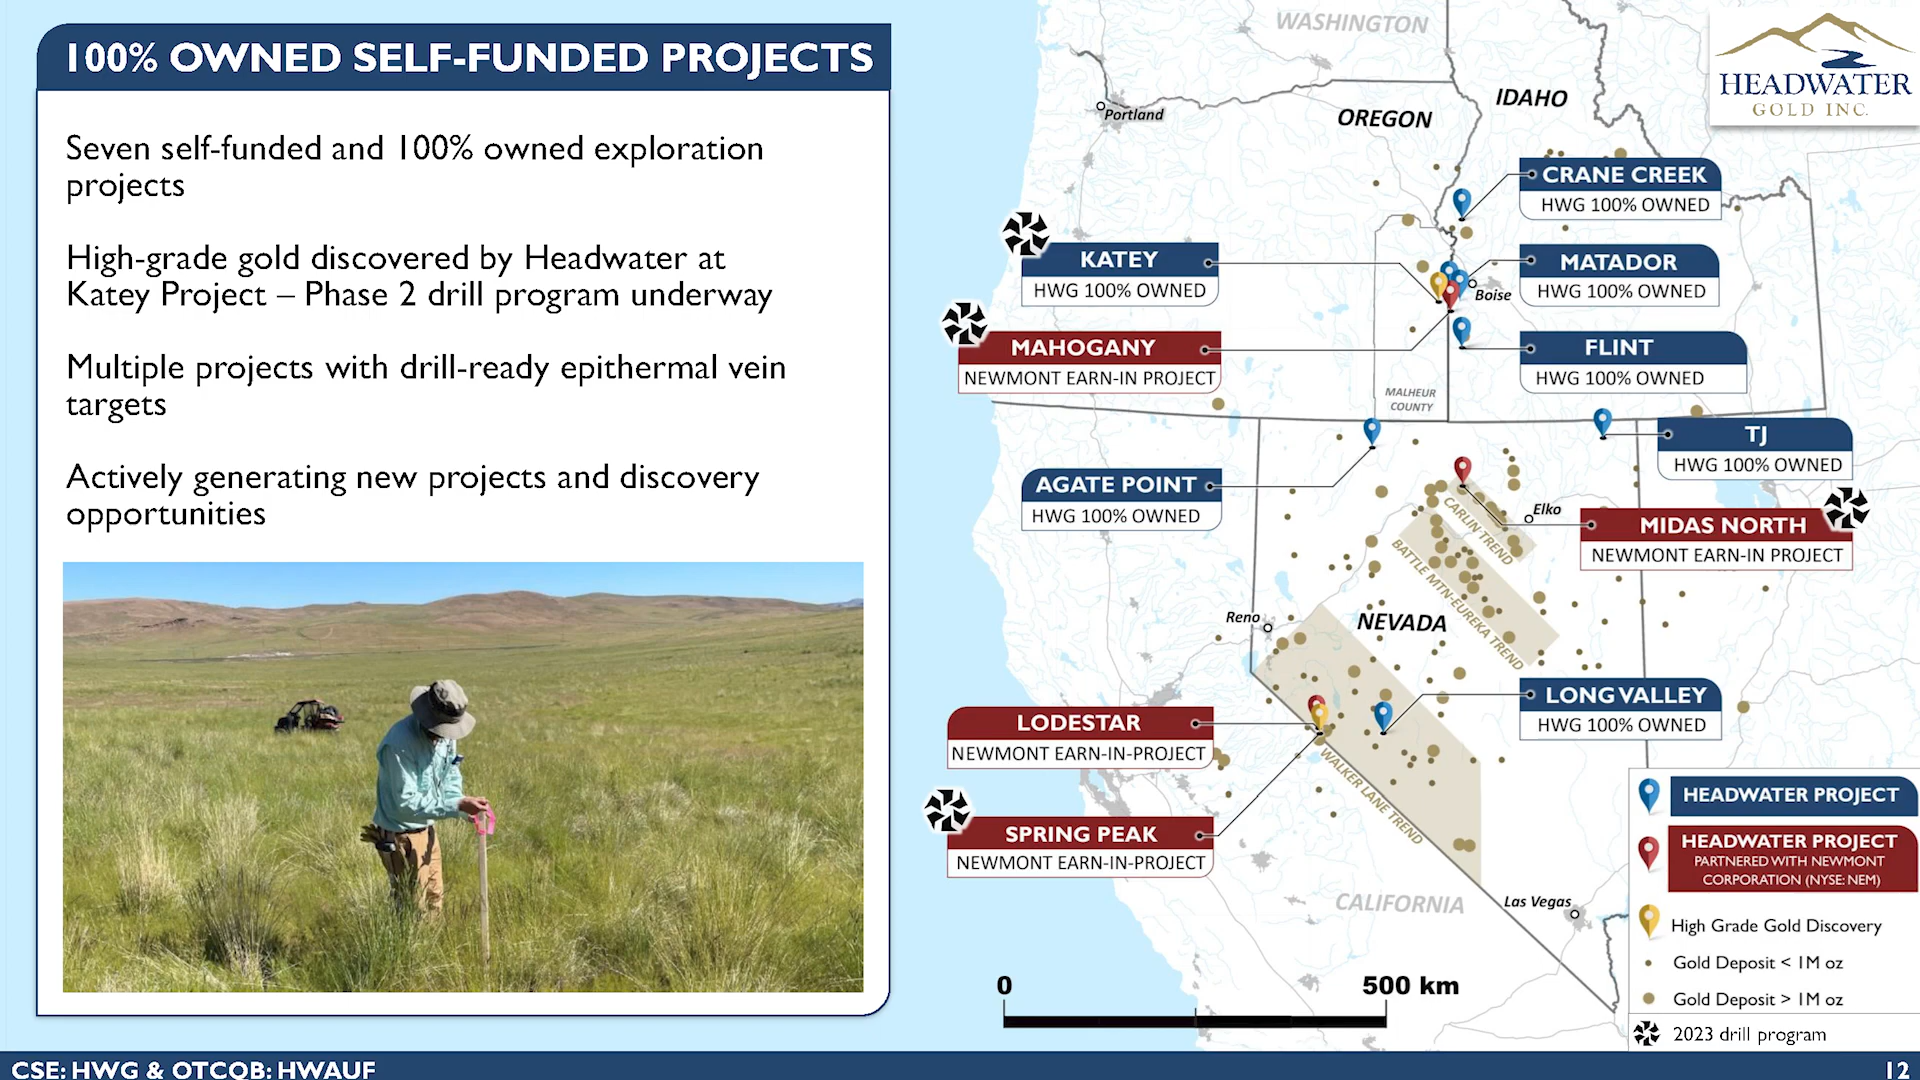 100% OWNED SELF-FUNDED PROJECTS
Seven self-funded and 100% owned exploration
projects
High-grade gold discovered by Headwater at
Katey Project – Phase 2 drill program underway
Multiple projects with drill-ready epithermal vein
targets
Actively generating new projects and discovery
opportunities
WASHINGTON
HEADWATER
GOLD INC.
IDAHO
OREGON
Portland
CRANE CREEK
HWG 100% OWNED
KATEY
HWG 100% OWNED
MATADOR
HWG 100% OWNED
Boise
MAHOGANY
NEWMONT EARN-IN PROJECT
FLINT
HWG 100% OWNED
MALHEUR
COUNTY
TJ
HWG 100% OWNED
AGATE POINT
HWG 100% OWNED
Elko
CARLIN-TREND
MIDAS NORTH
NEWMONT EARN-IN PROJECT
BATTLE MTN-EUREKA TREND
Reno
NEVADA
LONG VALLEY
HWG 100% OWNED
LODESTAR
NEWMONT EARN-IN-PROJECT
WALKER LANE TREND
SPRING PEAK
NEWMONT EARN-IN-PROJECT
CALIFORNIA
Las Vegas
HEADWATER PROJECT
HEADWATER PROJECT
PARTNERED WITH NEWMONT
CORPORATION (NYSE: NEM)
High Grade Gold Discovery
Gold Deposit < 1M oz
Gold Deposit > 1M oz
2023 drill program
0 500 km
CSE: HWG & OTCQB: HWAUF
12